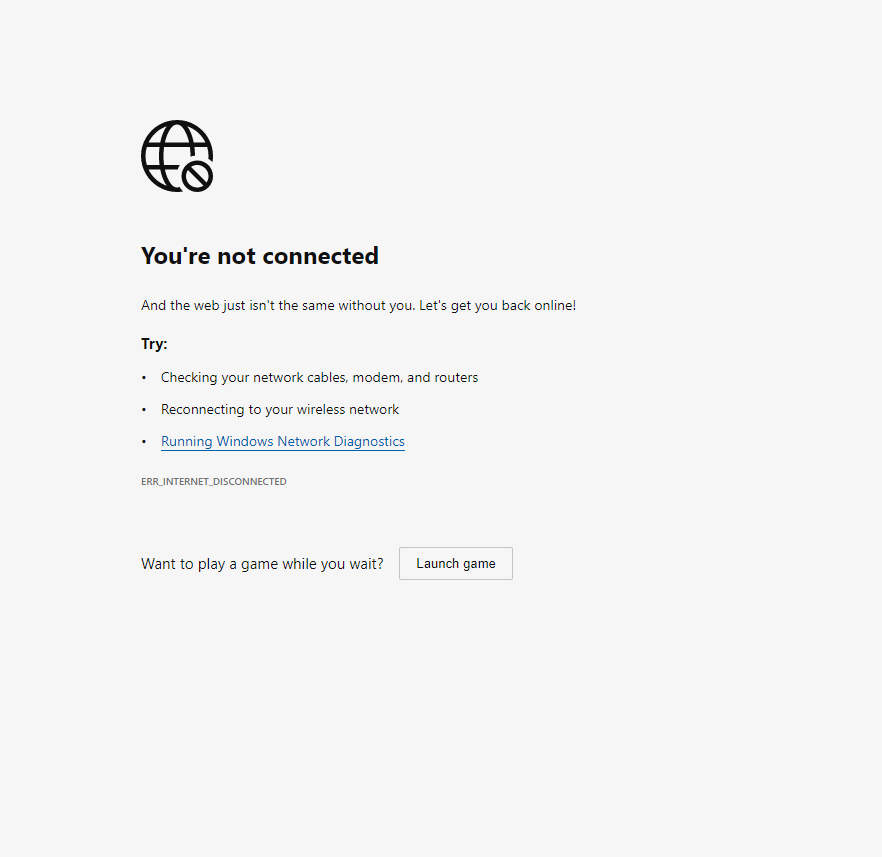 You're not connected
And the web just isn't the same without you. Let's get you back online!
Try:
• Checking your network cables, modem, and routers
• Reconnecting to your wireless network
• Running Windows Network Diagnostics
ERR_INTERNET_DISCONNECTED
Want to play a game while you wait? Launch game